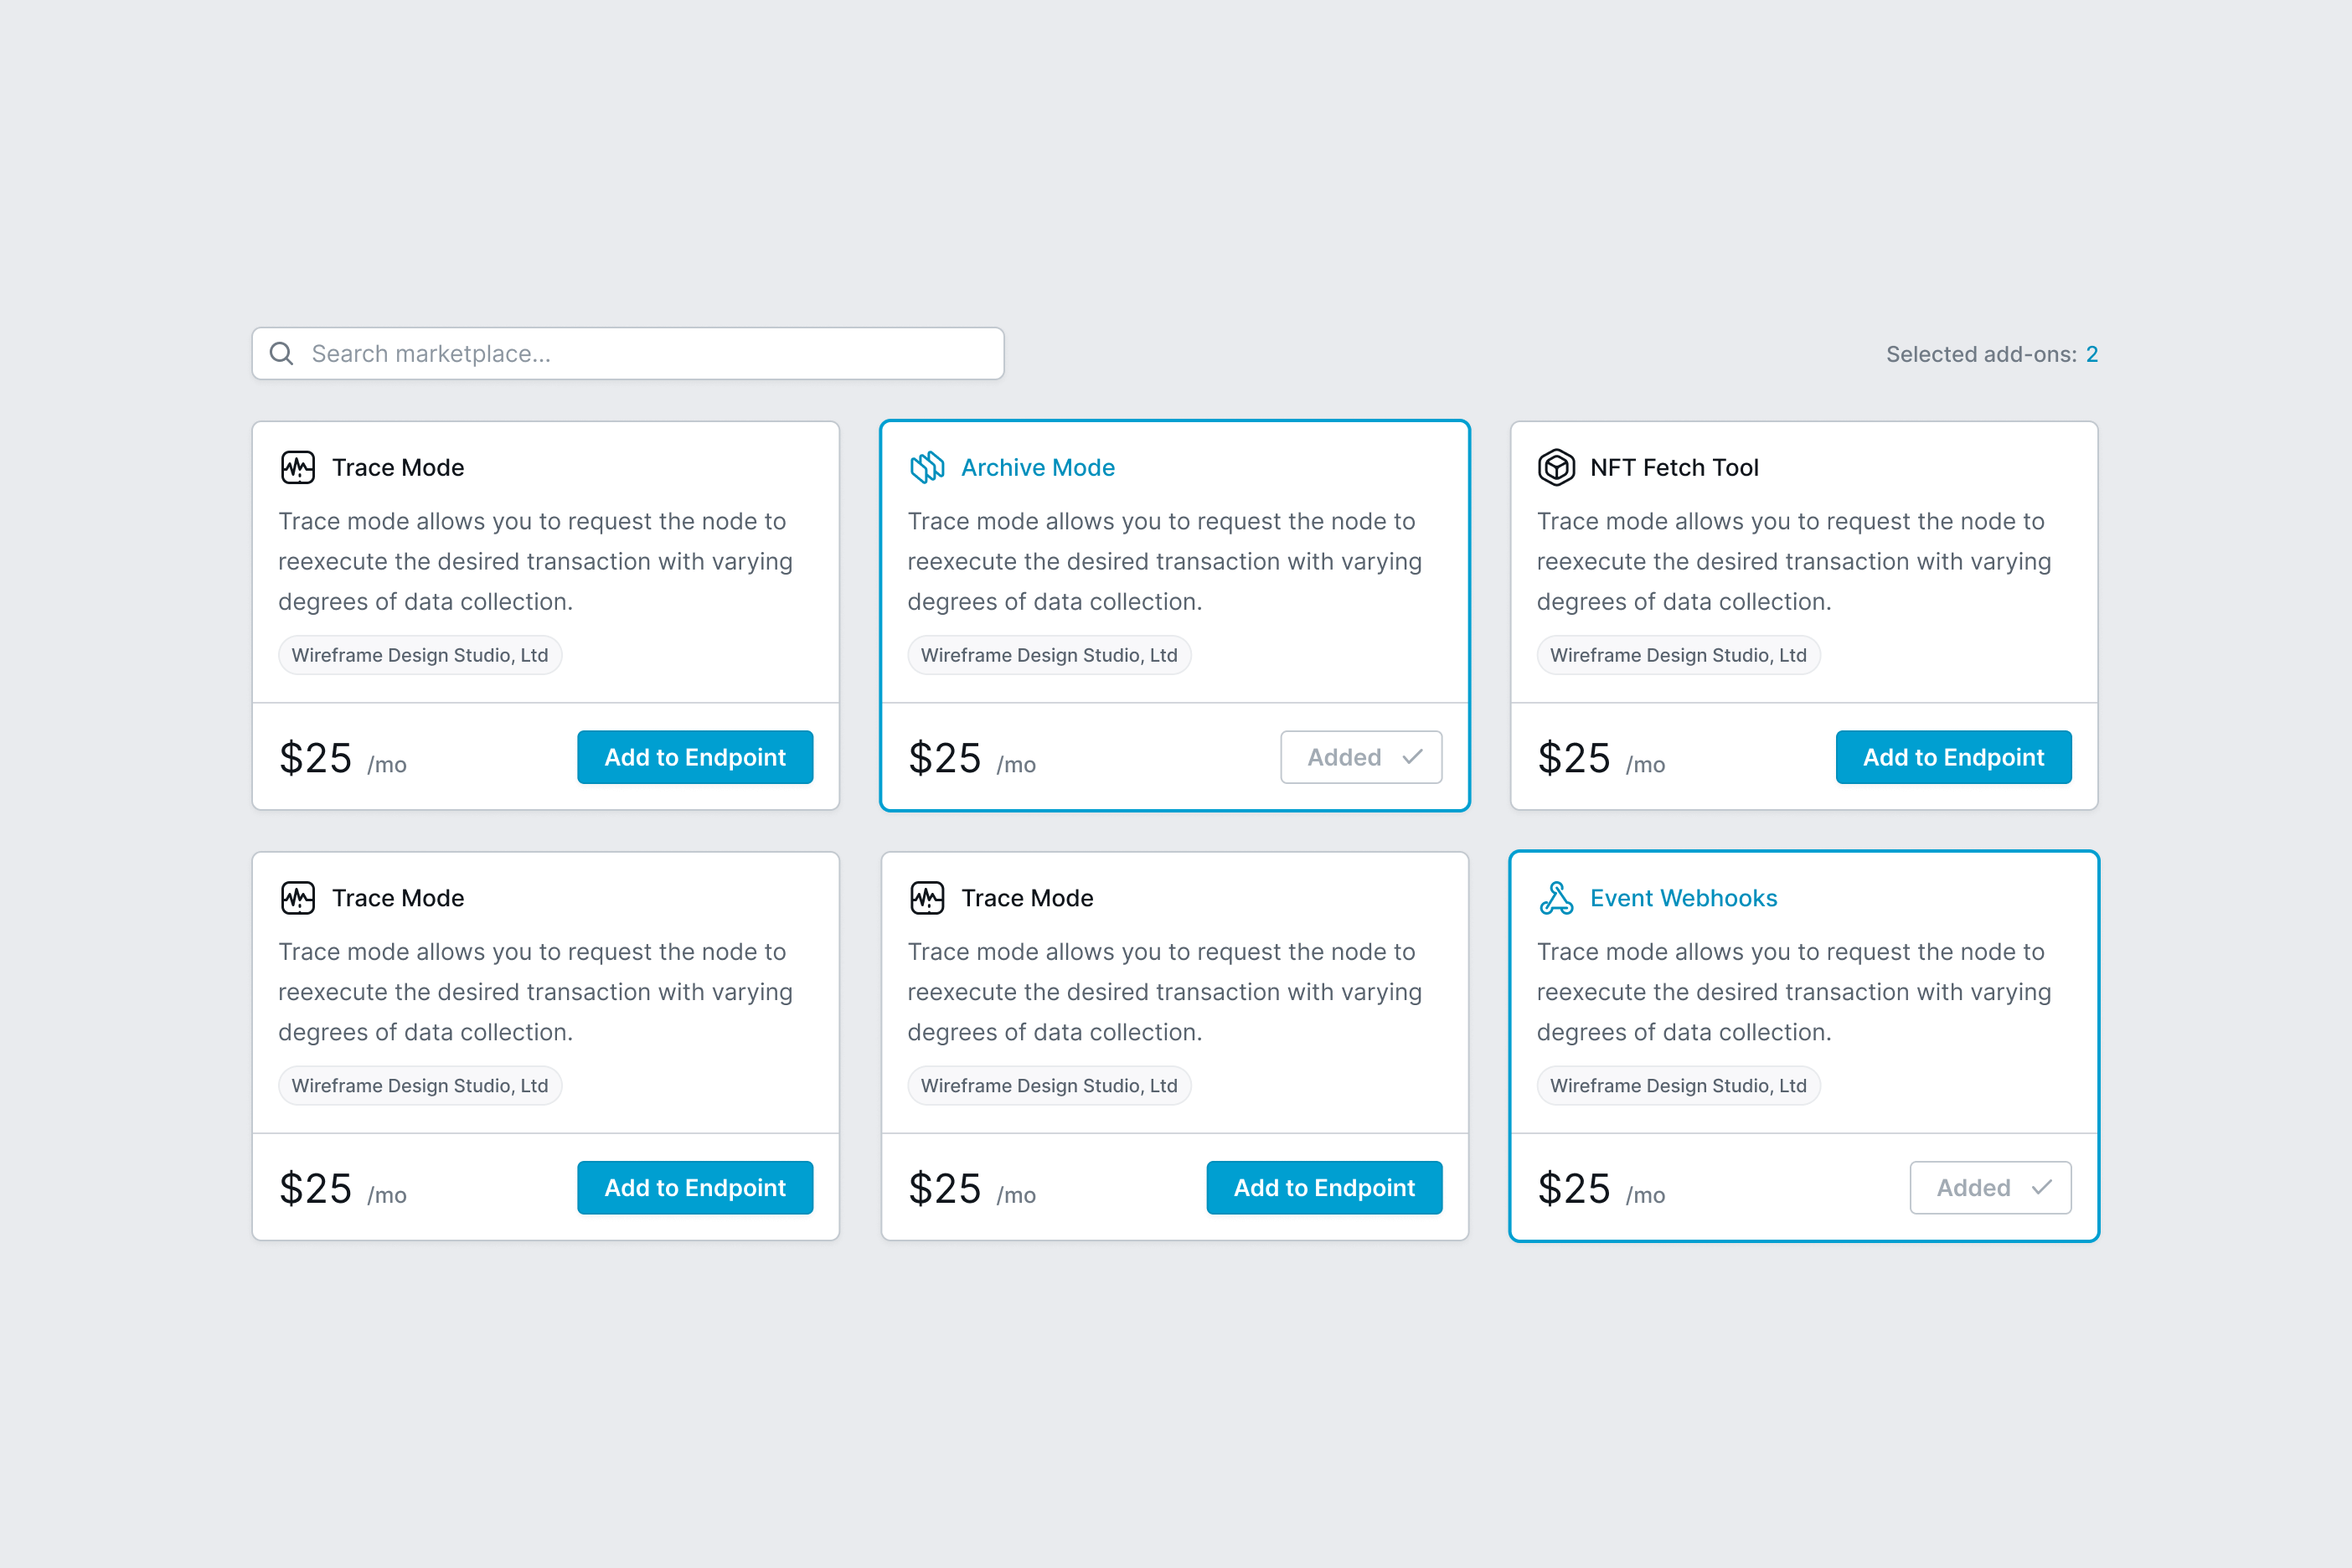 Search marketplace...
Selected add-ons: 2
Trace Mode
Trace mode allows you to request the node to
reexecute the desired transaction with varying
degrees of data collection.
Wireframe Design Studio, Ltd
$25 /mo
Add to Endpoint
Archive Mode
Trace mode allows you to request the node to
reexecute the desired transaction with varying
degrees of data collection.
Wireframe Design Studio, Ltd
$25 /mo
Added
NFT Fetch Tool
Trace mode allows you to request the node to
reexecute the desired transaction with varying
degrees of data collection.
Wireframe Design Studio, Ltd
$25 /mo
Add to Endpoint
Trace Mode
Trace mode allows you to request the node to
reexecute the desired transaction with varying
degrees of data collection.
Wireframe Design Studio, Ltd
$25 /mo
Add to Endpoint
Trace Mode
Trace mode allows you to request the node to
reexecute the desired transaction with varying
degrees of data collection.
Wireframe Design Studio, Ltd
$25 /mo
Add to Endpoint
Event Webhooks
Trace mode allows you to request the node to
reexecute the desired transaction with varying
degrees of data collection.
Wireframe Design Studio, Ltd
$25 /mo
Added